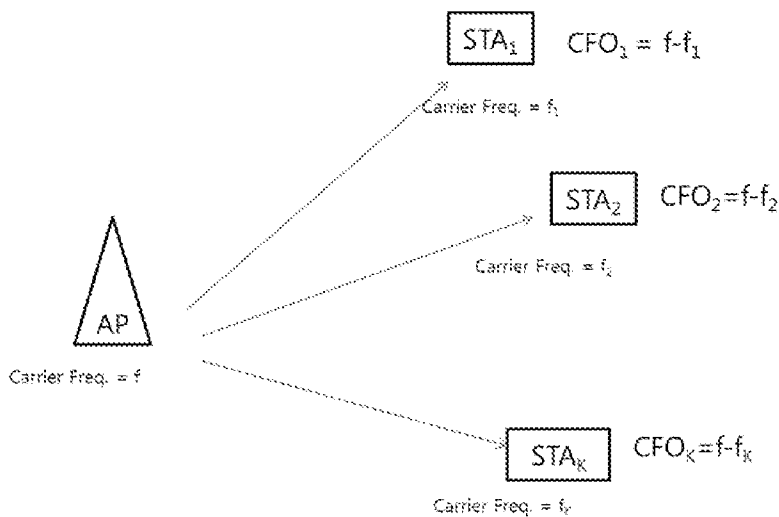 STA₁ CFO₁ = f-f₁
Carrier Freq. = f₁
STA₂ CFO₂=f-f₂
Carrier Freq. = f₂
AP
Carrier Freq. = f
STAₖ CFOₖ=f-fₖ
Carrier Freq. = fₖ